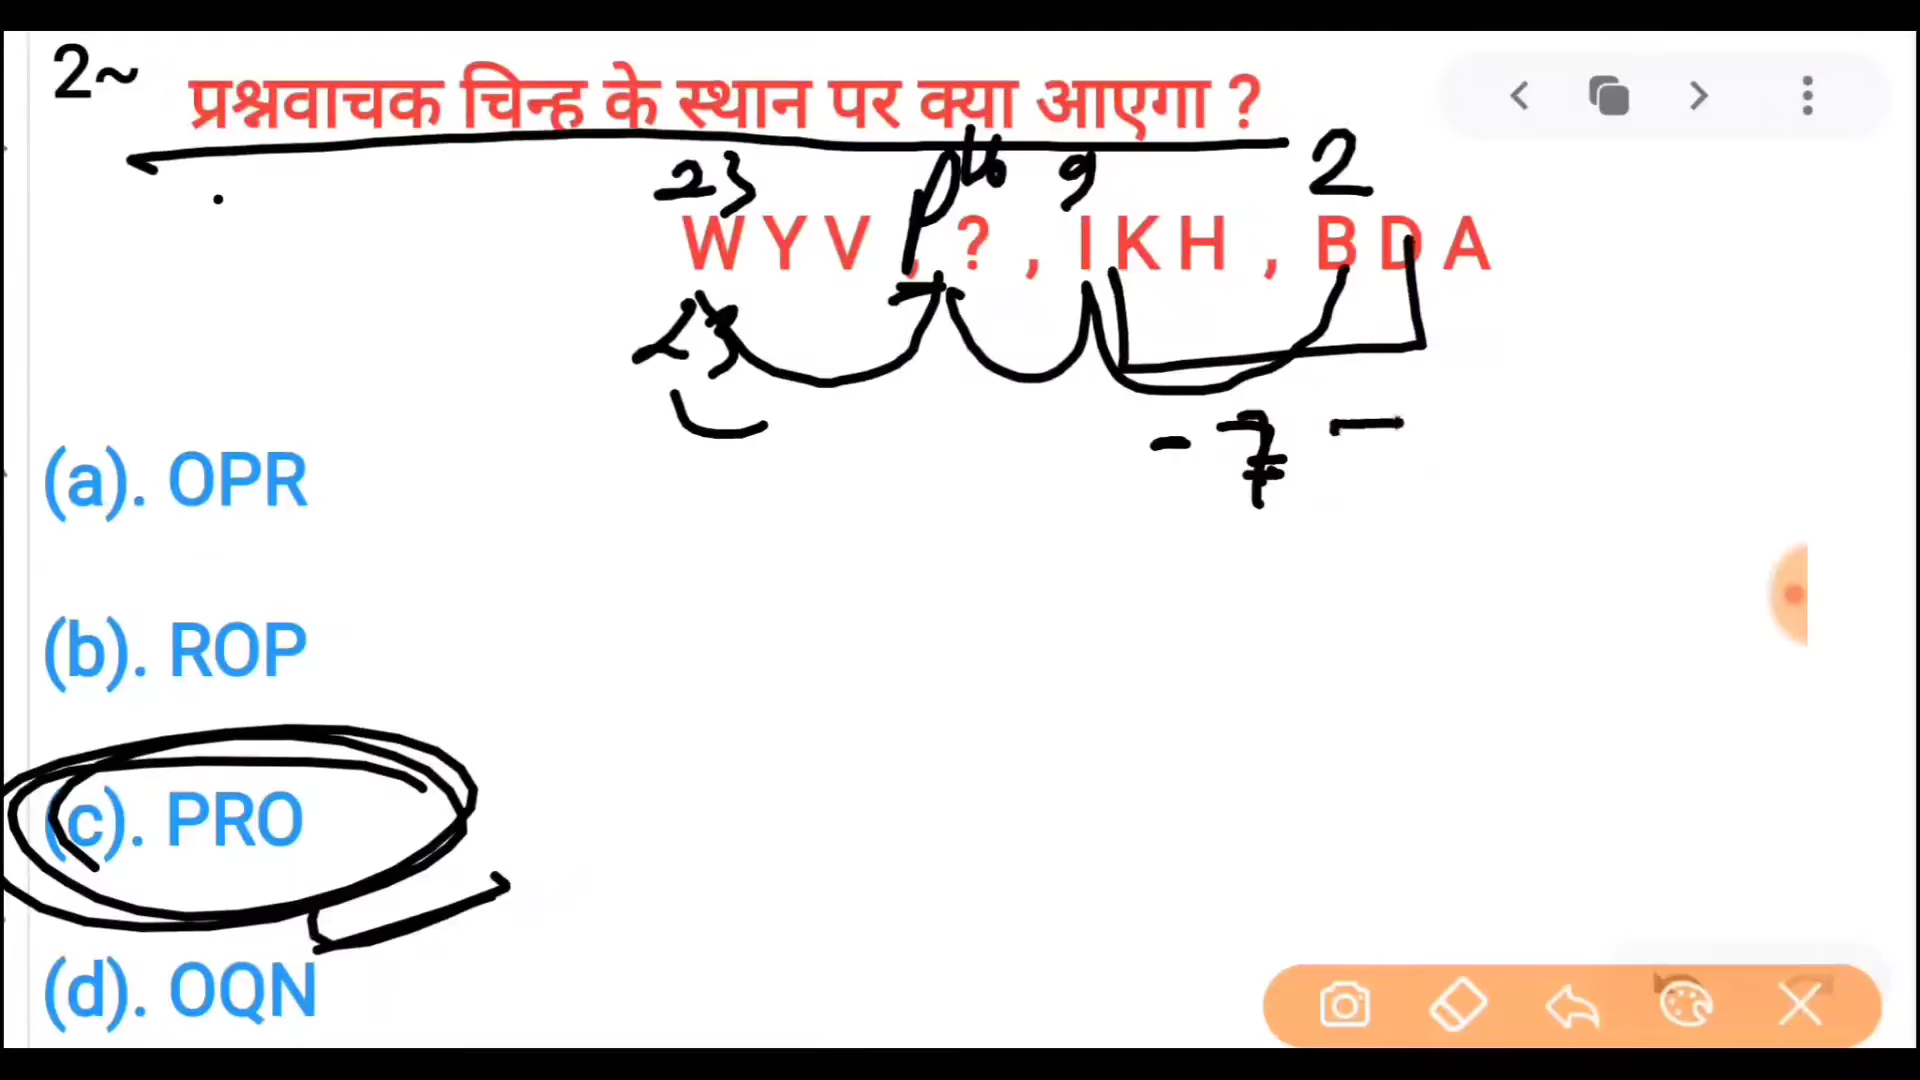 2~
प्रश्नवाचक चिन्ह के स्थान पर क्या आएगा ?
23 P 16 9 2
W Y V , ? , I K H , B D A
23
- 7 -
(a). OPR
(b). ROP
(c). PRO
(d). OQN